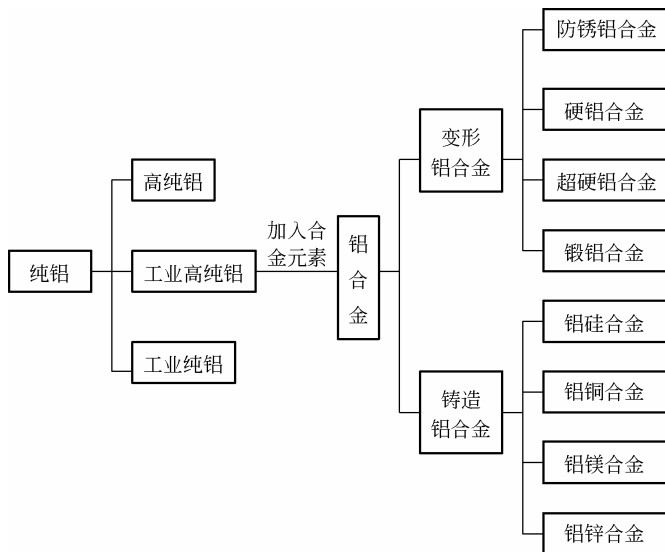 纯铝
高纯铝
工业高纯铝
工业纯铝
加入合
金元素
铝
合
金
变形
铝合金
铸造
铝合金
防锈铝合金
硬铝合金
超硬铝合金
锻铝合金
铝硅合金
铝铜合金
铝镁合金
铝锌合金